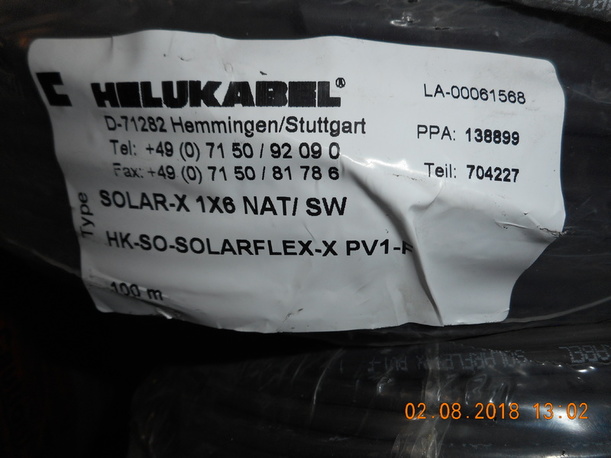 HELUKABEL®
LA-00061568
D-71282 Hemmingen/Stuttgart
PPA: 138899
Tel: +49 (0) 71 50 / 92 09 0
Fax: +49 (0) 71 50 / 81 78 6
Teil: 704227
Type
SOLAR-X 1X6 NAT/ SW
HK-SO-SOLARFLEX-X PV1-F
100 m
02.08.2018 13:02